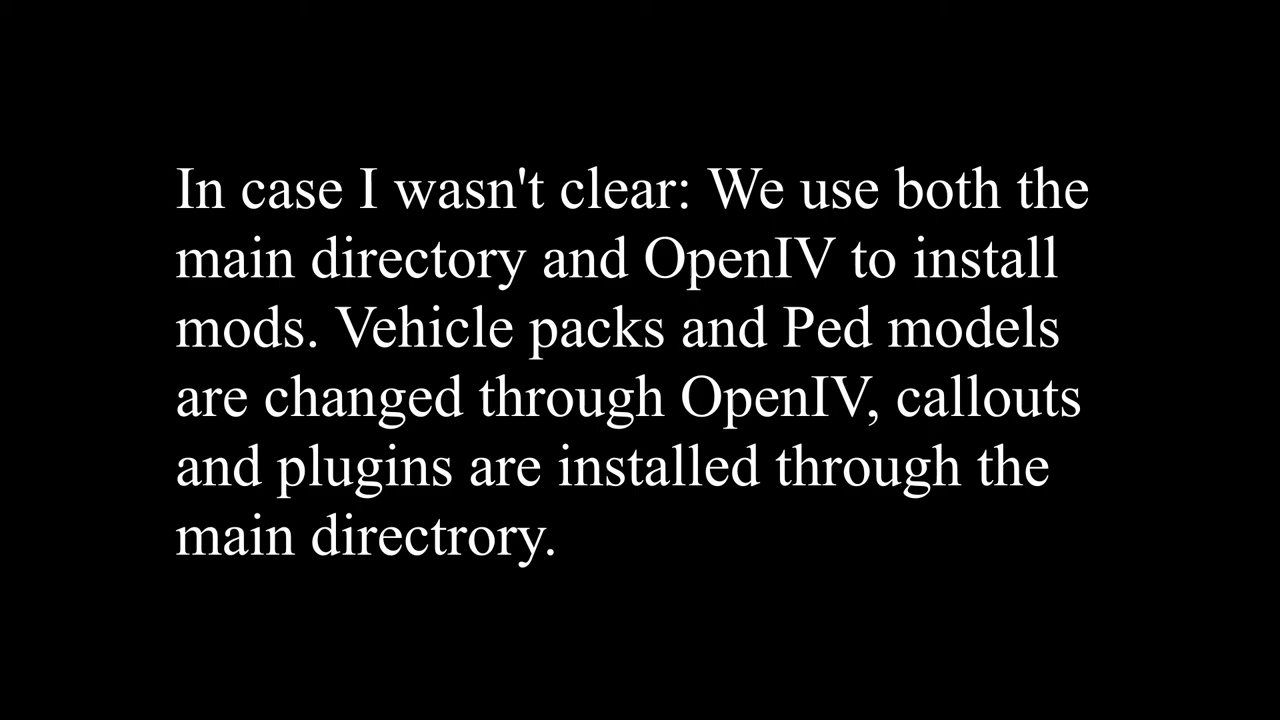 In case I wasn't clear: We use both the
main directory and OpenIV to install
mods. Vehicle packs and Ped models
are changed through OpenIV, callouts
and plugins are installed through the
main directrory.